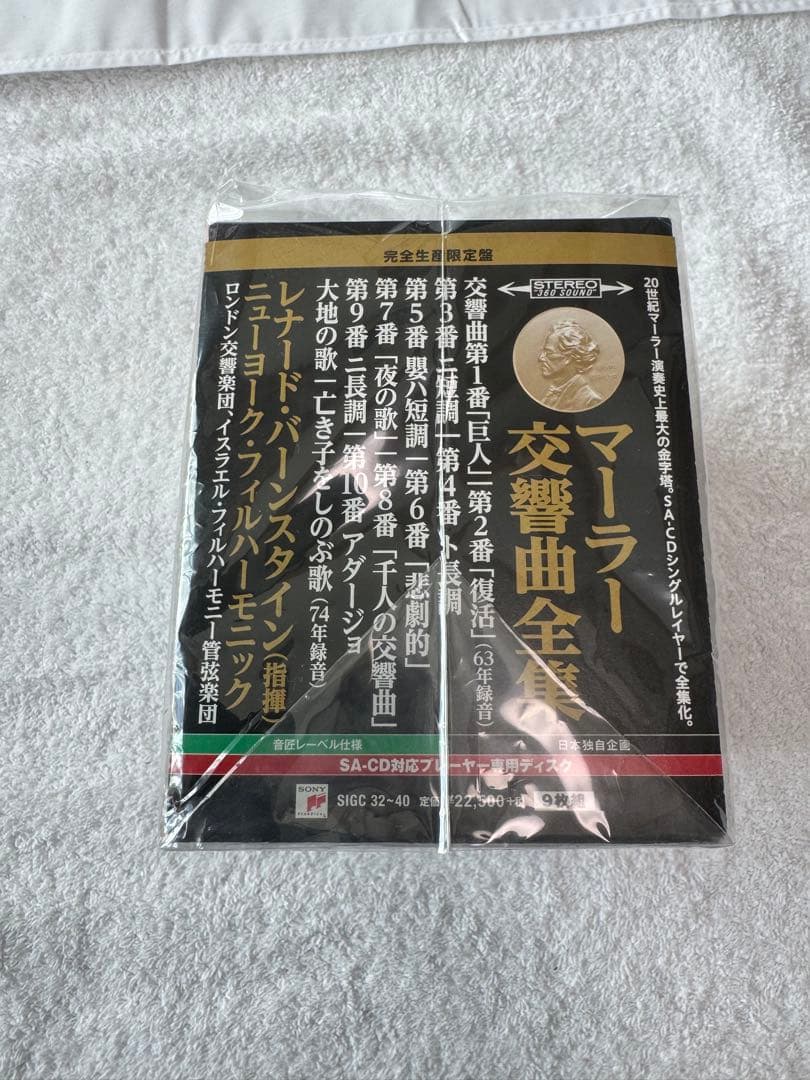 完全生産限定盤
20世紀マーラー演奏史上最大の金字塔。SA-CDシングルレイヤーで全集化。
STEREO
"360 SOUND"
マーラー
交響曲全集
交響曲第1番「巨人」|第2番「復活」(63年録音)
第3番 ニ短調|第4番 ト長調
第5番 嬰ハ短調|第6番「悲劇的」
第7番「夜の歌」|第8番「千人の交響曲」
第9番 ニ長調|第10番 アダージョ
大地の歌|亡き子をしのぶ歌(74年録音)
レナード・バーンスタイン(指揮)
ニューヨーク・フィルハーモニック
ロンドン交響楽団、イスラエル・フィルハーモニー管弦楽団
音匠レーベル仕様
日本独自企画
SA-CD対応プレーヤー専用ディスク
SONY
CLASSICAL
SIGC 32~40 定価¥22,500+税 9枚組